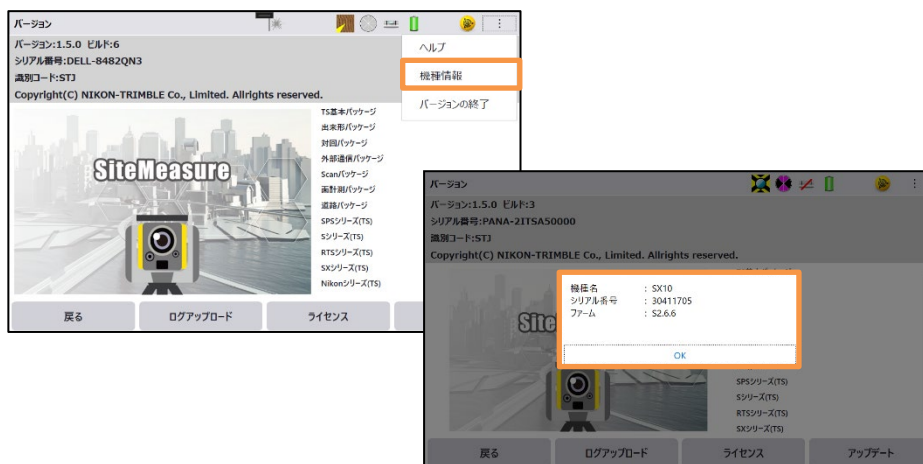 バージョン
バージョン:1.5.0 ビルド:6
シリアル番号:DELL-8482QN3
識別コード:STJ
Copyright(C) NIKON-TRIMBLE Co., Limited. Allrights reserved.
ヘルプ
機種情報
バージョンの終了
SiteMeasure
TS基本パッケージ
出来形パッケージ
対回パッケージ
外部通信パッケージ
Scanパッケージ
面計測パッケージ
道路パッケージ
SPSシリーズ(TS)
Sシリーズ(TS)
RTSシリーズ(TS)
SXシリーズ(TS)
Nikonシリーズ(TS)
戻る
ログアップロード
ライセンス
バージョン
バージョン:1.5.0 ビルド:3
シリアル番号:PANA-2ITSA50000
識別コード:STJ
Copyright(C) NIKON-TRIMBLE Co., Limited. Allrights reserved.
機種名 : SX10
シリアル番号 : 30411705
ファーム : S2.6.6
OK
Site
SPSシリーズ(TS)
Sシリーズ(TS)
RTSシリーズ(TS)
SXシリーズ(TS)
戻る
ログアップロード
ライセンス
アップデート